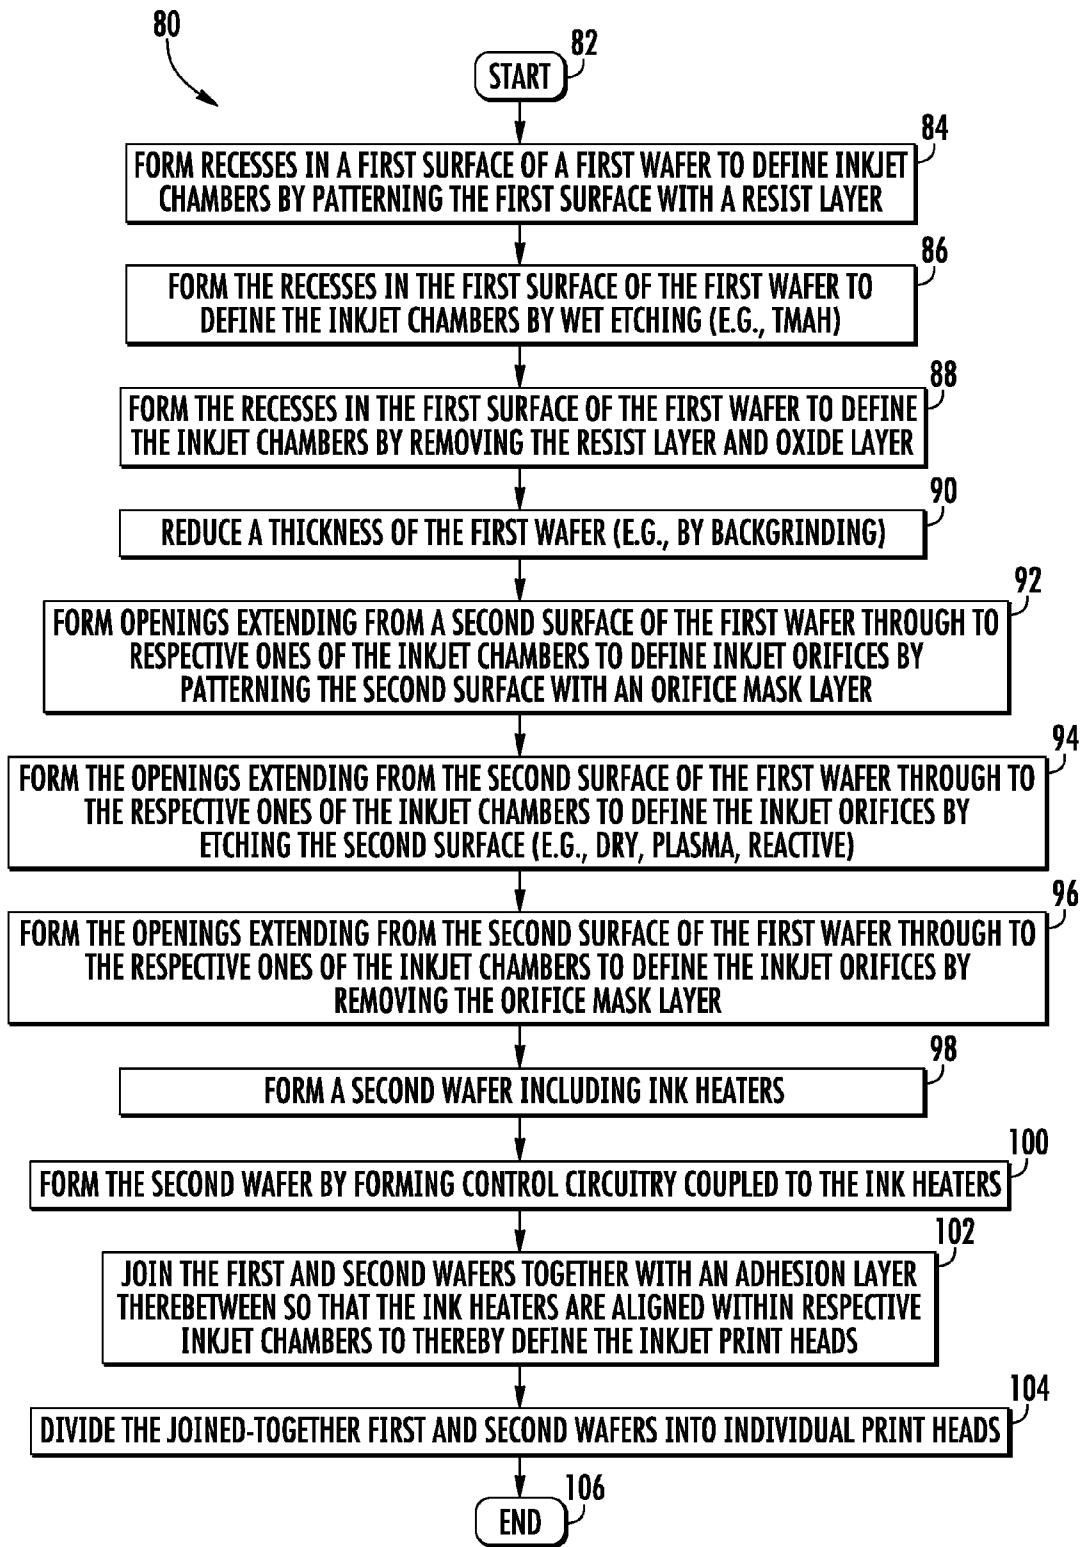 80
82
START
84
FORM RECESSES IN A FIRST SURFACE OF A FIRST WAFER TO DEFINE INKJET
CHAMBERS BY PATTERNING THE FIRST SURFACE WITH A RESIST LAYER
86
FORM THE RECESSES IN THE FIRST SURFACE OF THE FIRST WAFER TO
DEFINE THE INKJET CHAMBERS BY WET ETCHING (E.G., TMAH)
88
FORM THE RECESSES IN THE FIRST SURFACE OF THE FIRST WAFER TO DEFINE
THE INKJET CHAMBERS BY REMOVING THE RESIST LAYER AND OXIDE LAYER
90
REDUCE A THICKNESS OF THE FIRST WAFER (E.G., BY BACKGRINDING)
92
FORM OPENINGS EXTENDING FROM A SECOND SURFACE OF THE FIRST WAFER THROUGH TO
RESPECTIVE ONES OF THE INKJET CHAMBERS TO DEFINE INKJET ORIFICES BY
PATTERNING THE SECOND SURFACE WITH AN ORIFICE MASK LAYER
94
FORM THE OPENINGS EXTENDING FROM THE SECOND SURFACE OF THE FIRST WAFER THROUGH TO
THE RESPECTIVE ONES OF THE INKJET CHAMBERS TO DEFINE THE INKJET ORIFICES BY
ETCHING THE SECOND SURFACE (E.G., DRY, PLASMA, REACTIVE)
96
FORM THE OPENINGS EXTENDING FROM THE SECOND SURFACE OF THE FIRST WAFER THROUGH TO
THE RESPECTIVE ONES OF THE INKJET CHAMBERS TO DEFINE THE INKJET ORIFICES BY
REMOVING THE ORIFICE MASK LAYER
98
FORM A SECOND WAFER INCLUDING INK HEATERS
100
FORM THE SECOND WAFER BY FORMING CONTROL CIRCUITRY COUPLED TO THE INK HEATERS
102
JOIN THE FIRST AND SECOND WAFERS TOGETHER WITH AN ADHESION LAYER
THEREBETWEEN SO THAT THE INK HEATERS ARE ALIGNED WITHIN RESPECTIVE
INKJET CHAMBERS TO THEREBY DEFINE THE INKJET PRINT HEADS
104
DIVIDE THE JOINED-TOGETHER FIRST AND SECOND WAFERS INTO INDIVIDUAL PRINT HEADS
106
END